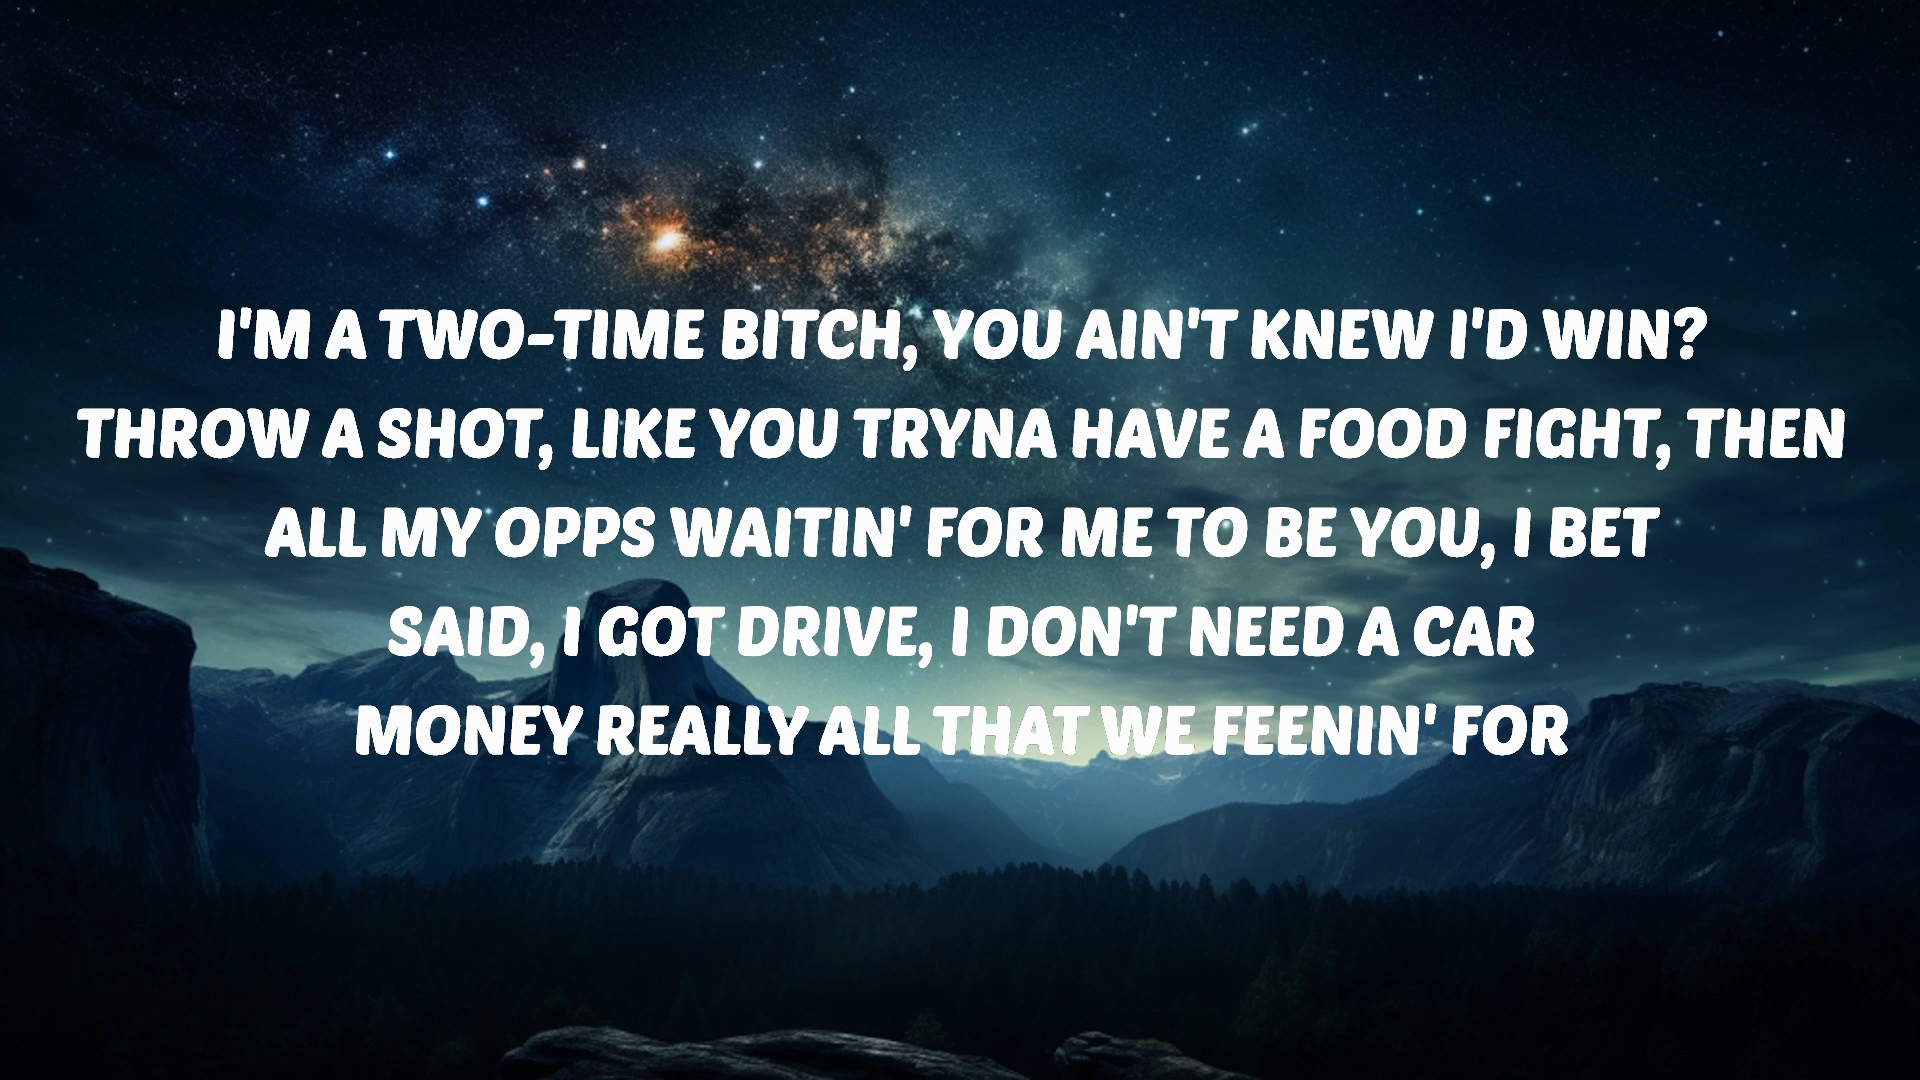 I'M A TWO-TIME BITCH, YOU AIN'T KNEW I'D WIN?
THROW A SHOT, LIKE YOU TRYNA HAVE A FOOD FIGHT, THEN
ALL MY OPPS WAITIN' FOR ME TO BE YOU, I BET
SAID, I GOT DRIVE, I DON'T NEED A CAR
MONEY REALLY ALL THAT WE FEENIN' FOR